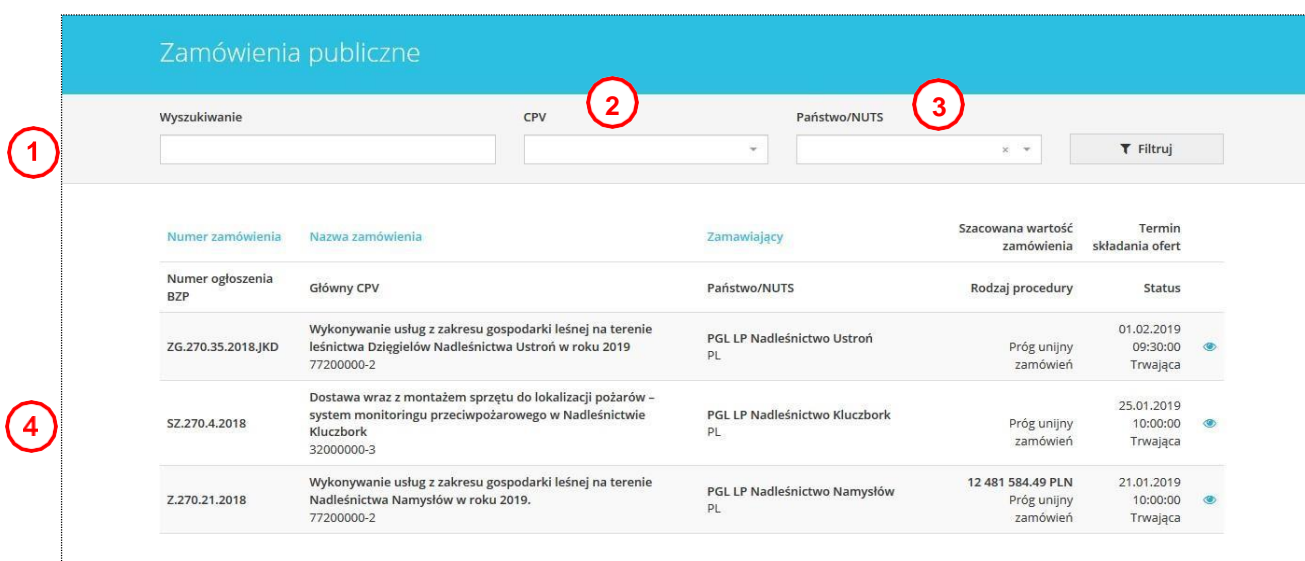 Zamówienia publiczne
2
3
Wyszukiwanie
CPV
Państwo/NUTS
1
× Filtruj
Szacowana wartość
Termin
Numer zamówienia
Nazwa zamówienia
Zamawiający
zamówienia
składania ofert
Numer ogłoszenia
BZP
Główny CPV
Państwo/NUTS
Rodzaj procedury
Status
Wykonywanie usług z zakresu gospodarki leśnej na terenie
leśnictwa Dzięgielów Nadleśnictwa Ustroń w roku 2019
77200000-2
ZG.270.35.2018.JKD
PGL LP Nadleśnictwo Ustroń
PL
Próg unijny
zamówień
01.02.2019
09:30:00
Trwająca
4
SZ.270.4.2018
Dostawa wraz z montażem sprzętu do lokalizacji pożarów –
system monitoringu przeciwpożarowego w Nadleśnictwie
Kluczbork
32000000-3
PGL LP Nadleśnictwo Kluczbork
PL
Próg unijny
zamówień
25.01.2019
10:00:00
Trwająca
Z.270.21.2018
Wykonywanie usług z zakresu gospodarki leśnej na terenie
Nadleśnictwa Namysłów w roku 2019.
77200000-2
PGL LP Nadleśnictwo Namysłów
PL
12 481 584.49 PLN
Próg unijny
zamówień
21.01.2019
10:00:00
Trwająca